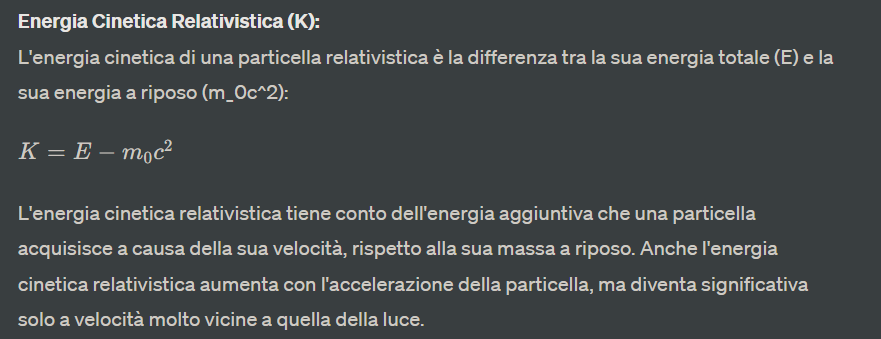 Energia Cinetica Relativistica (K):
L'energia cinetica di una particella relativistica è la differenza tra la sua energia totale (E) e la
sua energia a riposo (m_0c^2):
K = E − m₀c²
L'energia cinetica relativistica tiene conto dell'energia aggiuntiva che una particella
acquisisce a causa della sua velocità, rispetto alla sua massa a riposo. Anche l'energia
cinetica relativistica aumenta con l'accelerazione della particella, ma diventa significativa
solo a velocità molto vicine a quella della luce.